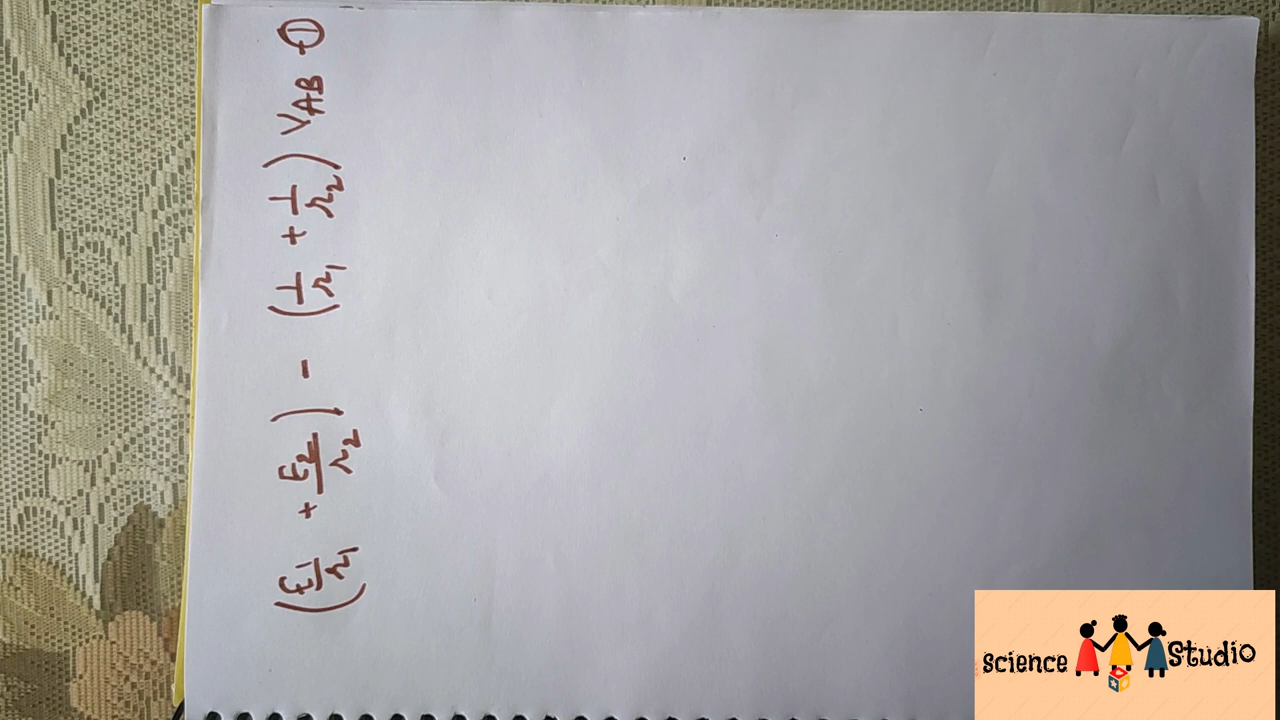 (E1/r1 + E2/r2) - (1/r1 + 1/r2) VAB -①
Science Studio